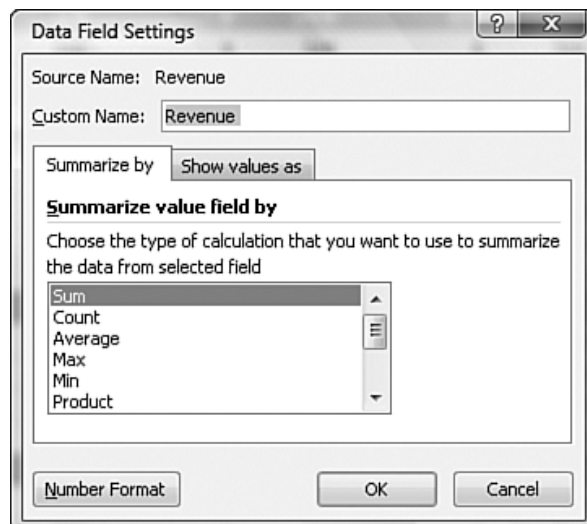 Data Field Settings
?
X
Source Name: Revenue
Custom Name: Revenue
Summarize by
Show values as
Summarize value field by
Choose the type of calculation that you want to use to summarize
the data from selected field
Sum
Count
Average
Max
Min
Product
Number Format
OK
Cancel